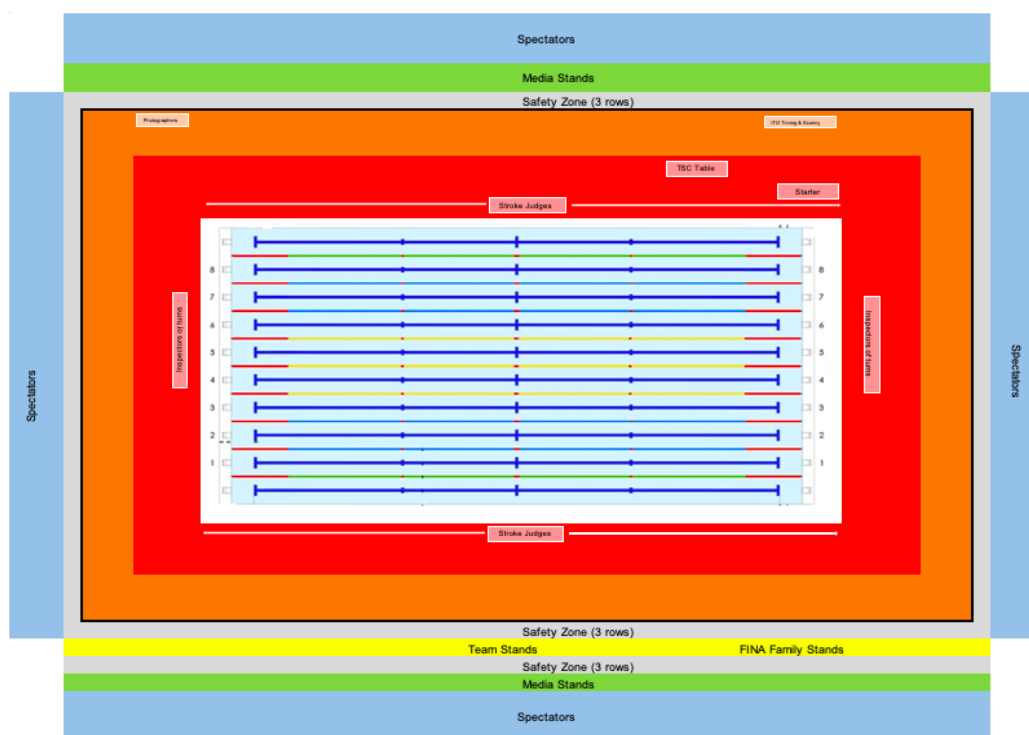 Spectators
Media Stands
Safety Zone (3 rows)
Photographers
ITO Timing & Scoring
TSC Table
Starter
Stroke Judges
8 8
7 7
6 6
5 5
4 4
3 3
2 2
1 1
Inspectors of turns
Inspectors of turns
Spectators
Spectators
Stroke Judges
Safety Zone (3 rows)
Team Stands FINA Family Stands
Safety Zone (3 rows)
Media Stands
Spectators